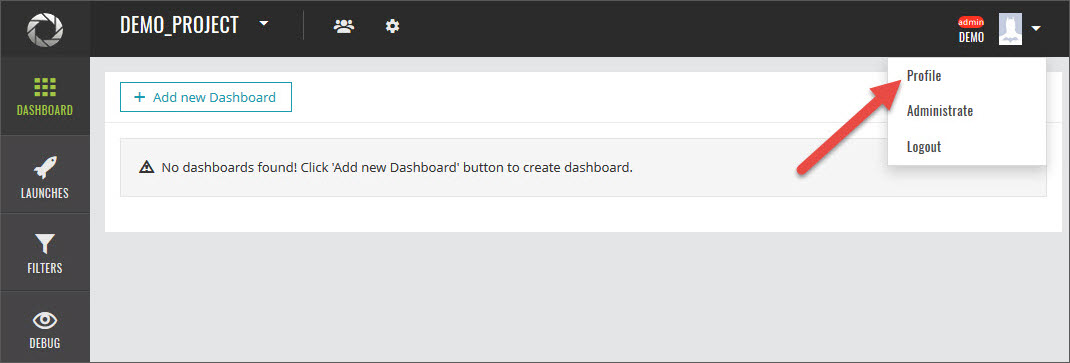 DEMO_PROJECT
admin
DEMO
Profile
Administrate
Logout
DASHBOARD
LAUNCHES
FILTERS
DEBUG
+ Add new Dashboard
No dashboards found! Click 'Add new Dashboard' button to create dashboard.